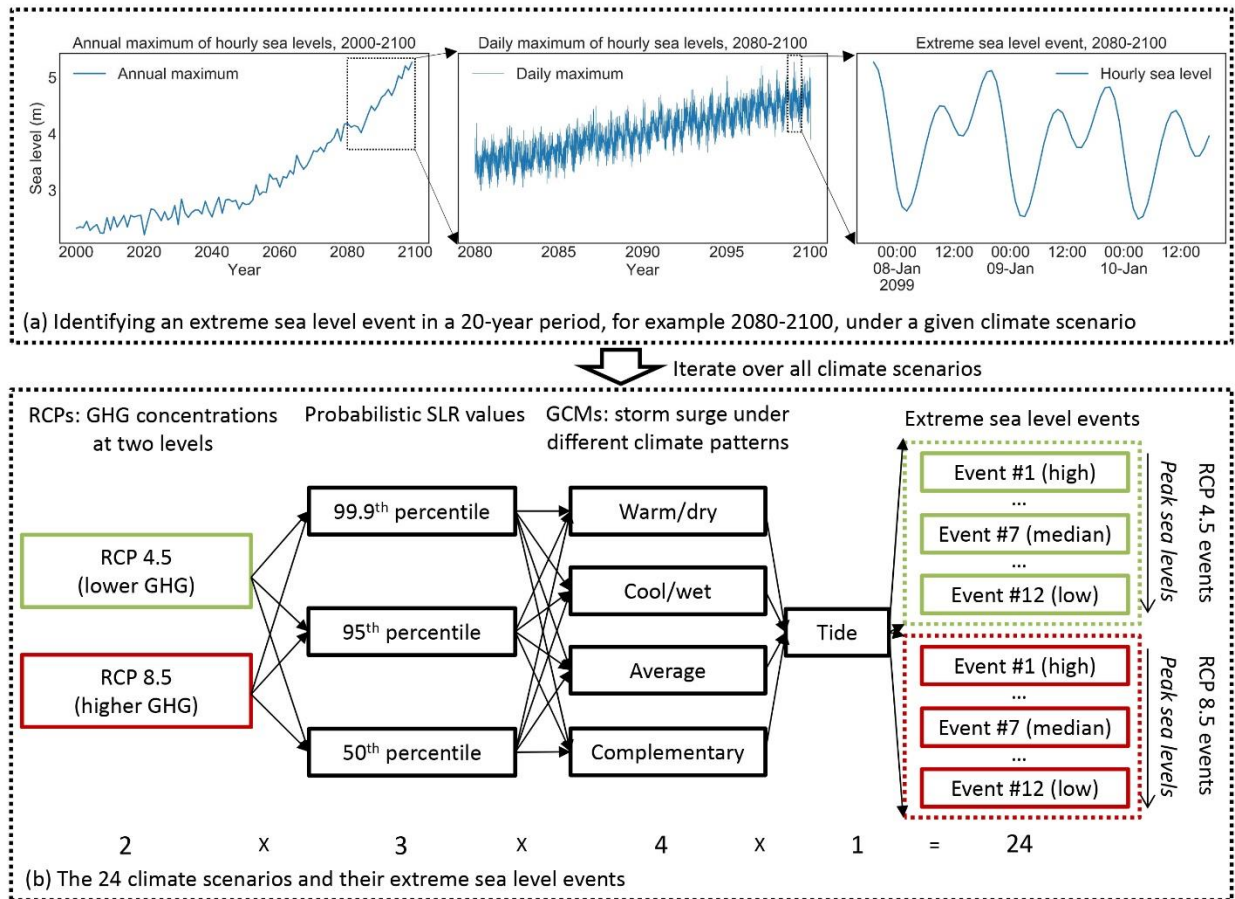 Annual maximum of hourly sea levels, 2000-2100
Annual maximum
Sea level (m)
5
4
3
2000 2020 2040 2060 2080 2100
Year
Daily maximum of hourly sea levels, 2080-2100
Daily maximum
2080 2085 2090 2095 2100
Year
Extreme sea level event, 2080-2100
Hourly sea level
00:00 12:00 00:00 12:00 00:00 12:00
08-Jan 09-Jan 10-Jan
2099
(a) Identifying an extreme sea level event in a 20-year period, for example 2080-2100, under a given climate scenario
Iterate over all climate scenarios
RCPs: GHG concentrations
at two levels
RCP 4.5
(lower GHG)
RCP 8.5
(higher GHG)
Probabilistic SLR values
99.9th percentile
95th percentile
50th percentile
GCMs: storm surge under
different climate patterns
Warm/dry
Cool/wet
Average
Complementary
Tide
Extreme sea level events
Event #1 (high)
...
Event #7 (median)
...
Event #12 (low)
Peak sea levels
RCP 4.5 events
Event #1 (high)
...
Event #7 (median)
...
Event #12 (low)
Peak sea levels
RCP 8.5 events
2 x 3 x 4 x 1 = 24
(b) The 24 climate scenarios and their extreme sea level events